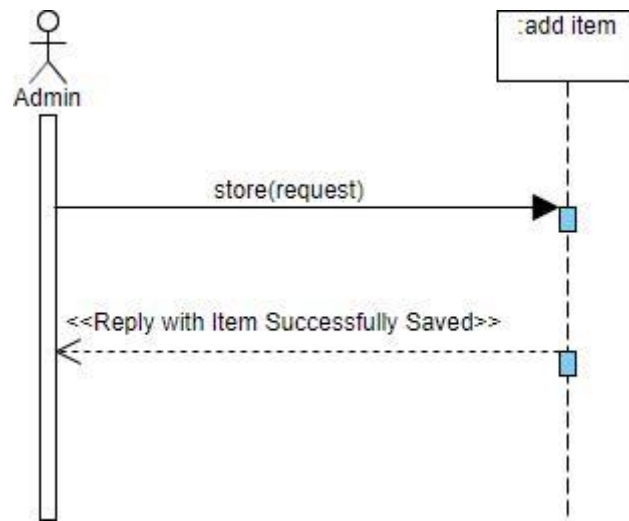 :add item
Admin
store(request)
<<Reply with Item Successfully Saved>>